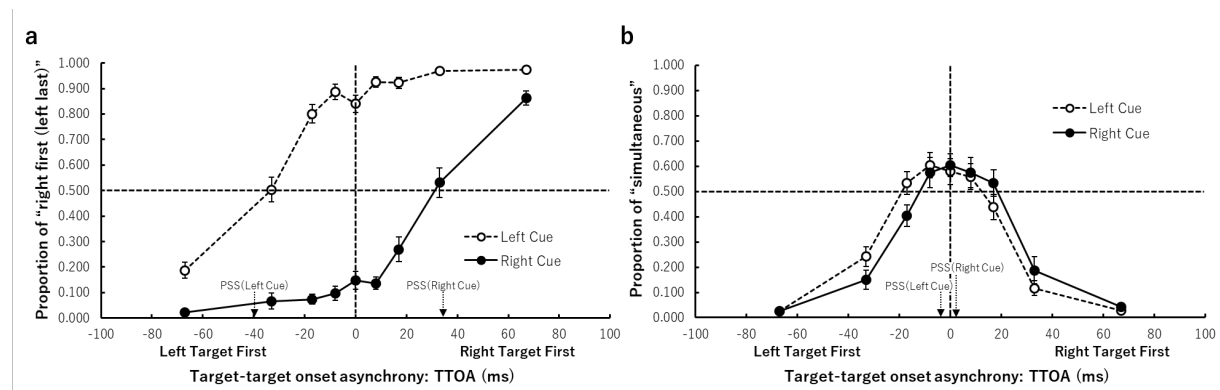 a
Proportion of “right first (left last)”
1.000
0.900
0.800
0.700
0.600
0.500
0.400
0.300
0.200
0.100
0.000
Left Cue
Right Cue
PSS(Left Cue)
PSS(Right Cue)
-100 -80 -60 -40 -20 0 20 40 60 80 100
Left Target First
Right Target First
Target-target onset asynchrony: TTOA (ms)
b
Proportion of “simultaneous”
1.000
0.900
0.800
0.700
0.600
0.500
0.400
0.300
0.200
0.100
0.000
Left Cue
Right Cue
PSS(Right Cue)
PSS(Left Cue)
-100 -80 -60 -40 -20 0 20 40 60 80 100
Left Target First
Right Target First
Target-target onset asynchrony: TTOA (ms)